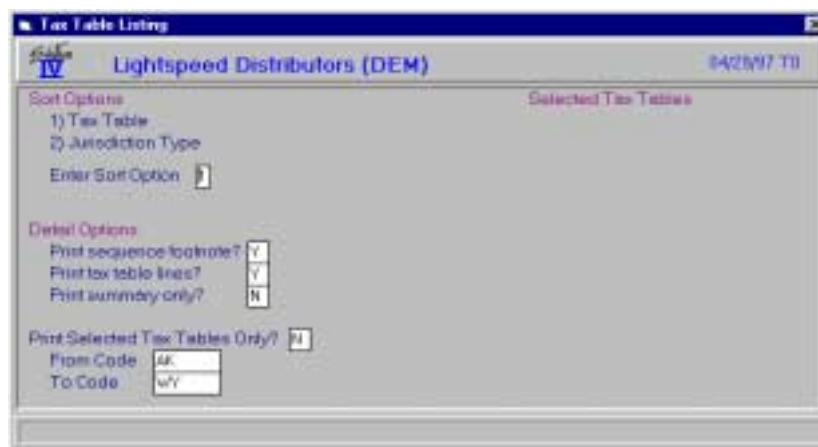 Tax Table Listing
IV Lightspeed Distributors (DEM) 04/28/97 T0
Sort Options Selected Tax Tables
1) Tax Table
2) Jurisdiction Type
Enter Sort Option
Detail Options
Print sequence footnote? Y
Print tax table lines? Y
Print summary only? N
Print Selected Tax Tables Only? N
From Code AK
To Code WY